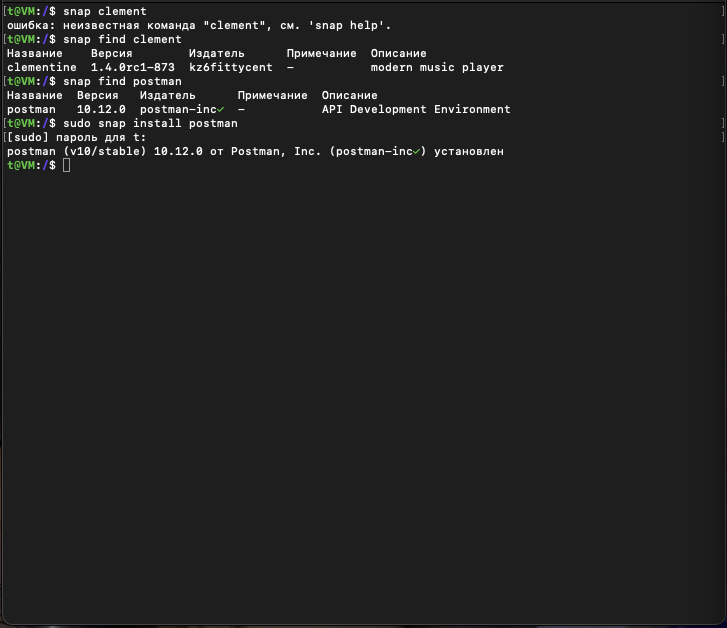 [t@VM:/$ snap clement ]
ошибка: неизвестная команда "clement", см. 'snap help'.
[t@VM:/$ snap find clement ]
Название Версия Издатель Примечание Описание
clementine 1.4.0rc1-873 kz6fittycent – modern music player
[t@VM:/$ snap find postman ]
Название Версия Издатель Примечание Описание
postman 10.12.0 postman-inc✓ – API Development Environment
[t@VM:/$ sudo snap install postman ]
[[sudo] пароль для t: ]
postman (v10/stable) 10.12.0 от Postman, Inc. (postman-inc✓) установлен
t@VM:/$